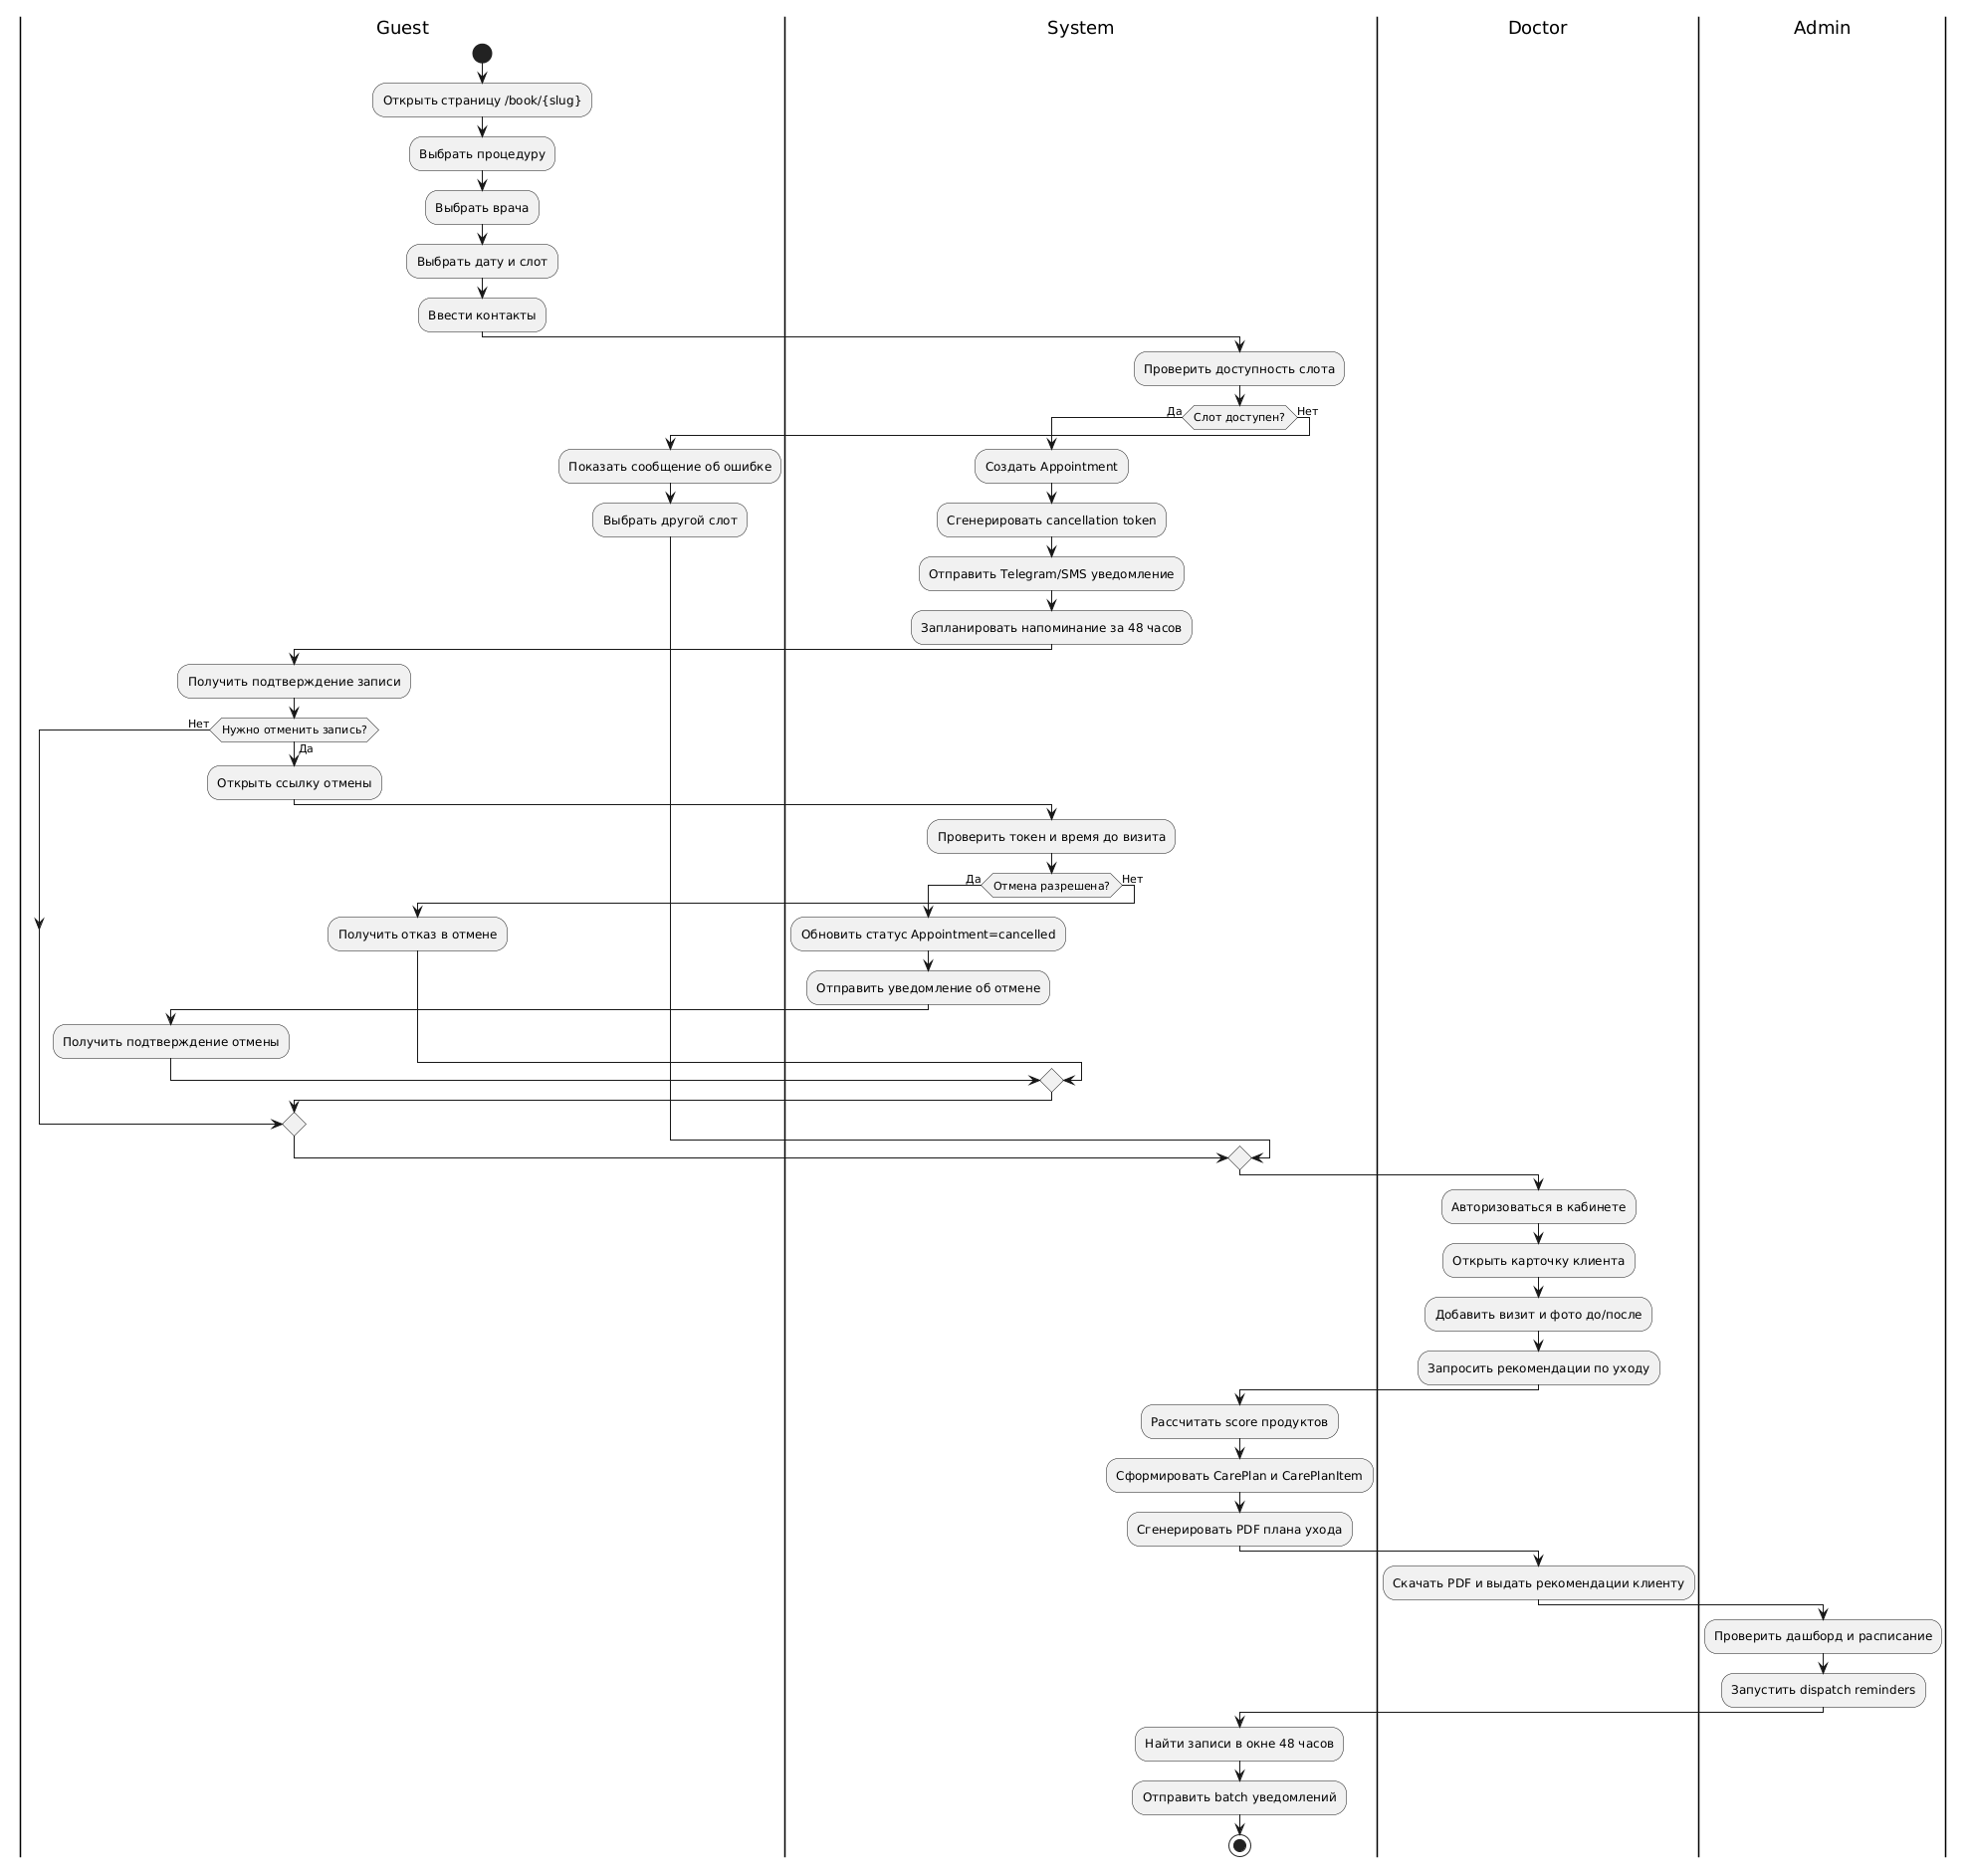 Guest
System
Doctor
Admin
Открыть страницу /book/{slug}
Выбрать процедуру
Выбрать врача
Выбрать дату и слот
Ввести контакты
Проверить доступность слота
Да
Слот доступен?
Нет
Показать сообщение об ошибке
Создать Appointment
Выбрать другой слот
Сгенерировать cancellation token
Отправить Telegram/SMS уведомление
Запланировать напоминание за 48 часов
Получить подтверждение записи
Нет
Нужно отменить запись?
Да
Открыть ссылку отмены
Проверить токен и время до визита
Да
Отмена разрешена?
Нет
Получить отказ в отмене
Обновить статус Appointment=cancelled
Отправить уведомление об отмене
Получить подтверждение отмены
Авторизоваться в кабинете
Открыть карточку клиента
Добавить визит и фото до/после
Запросить рекомендации по уходу
Рассчитать score продуктов
Сформировать CarePlan и CarePlanItem
Сгенерировать PDF плана ухода
Скачать PDF и выдать рекомендации клиенту
Проверить дашборд и расписание
Запустить dispatch reminders
Найти записи в окне 48 часов
Отправить batch уведомлений